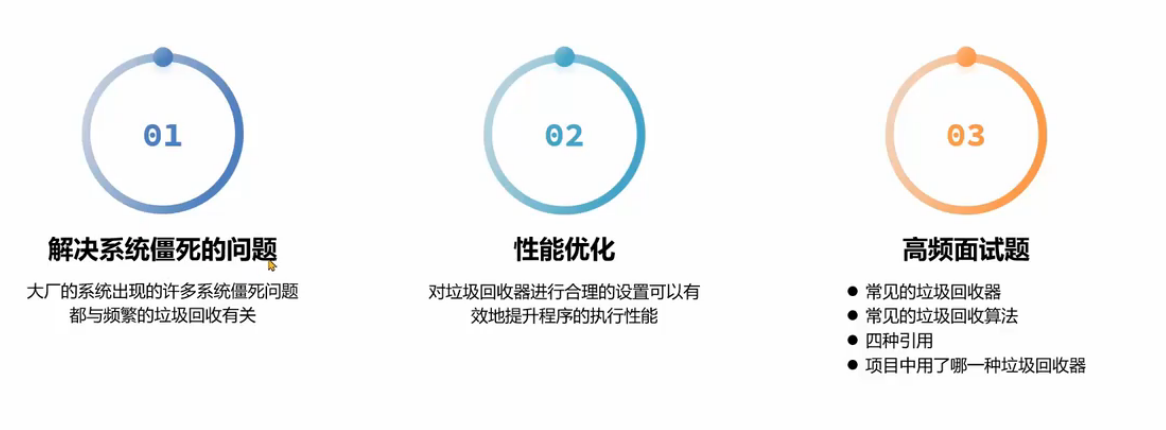 01
解决系统僵死的问题
大厂的系统出现的许多系统僵死问题
都与频繁的垃圾回收有关
02
性能优化
对垃圾回收器进行合理的设置可以有
效地提升程序的执行性能
03
高频面试题
● 常见的垃圾回收器
● 常见的垃圾回收算法
● 四种引用
● 项目中用了哪一种垃圾回收器